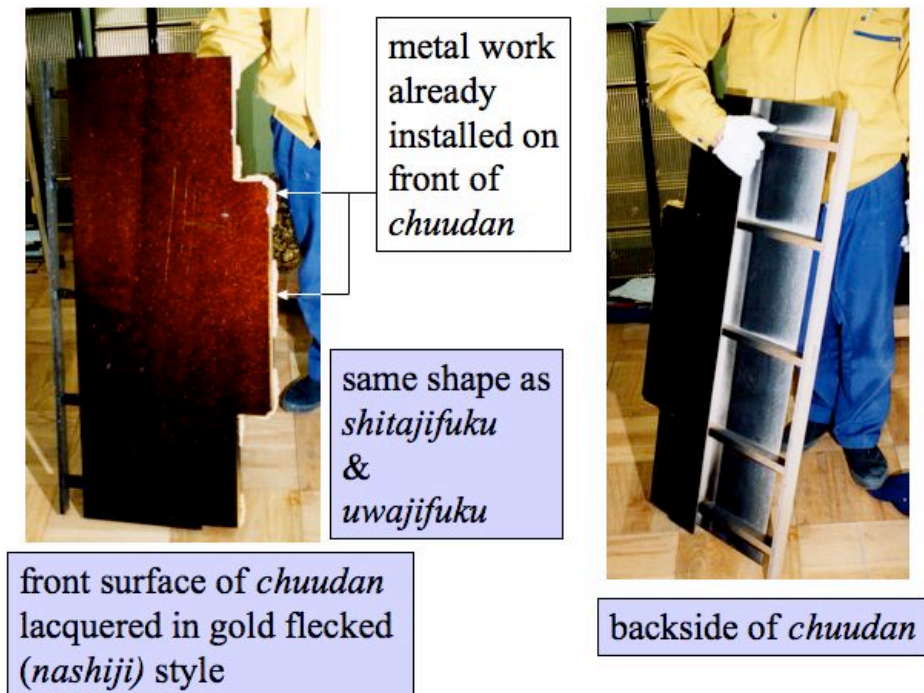 metal work
already
installed on
front of
chuudan
same shape as
shitajifuku
&
uwajifuku
front surface of chuudan
lacquered in gold flecked
(nashiji) style
backside of chuudan